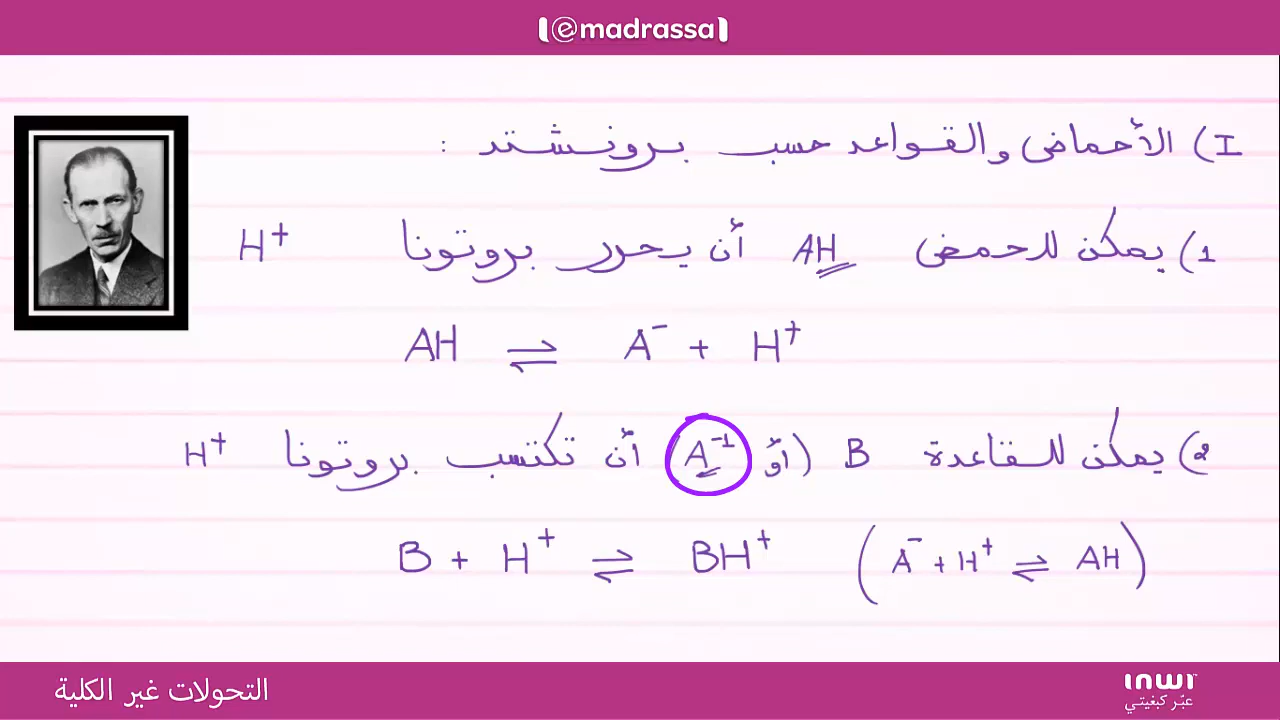 emadrassa
I) الأحماض والقواعد حسب برونشتد :
1) يمكن للحمض AH أن يحرر بروتونا H⁺
AH ⇌ A⁻ + H⁺
2) يمكن للقاعدة B (أو A⁻¹ أن تكتسب بروتونا H⁺
B + H⁺ ⇌ BH⁺ (A⁻ + H⁺ ⇌ AH)
التحولات غير الكلية
inwi
عبّر كبغيتي